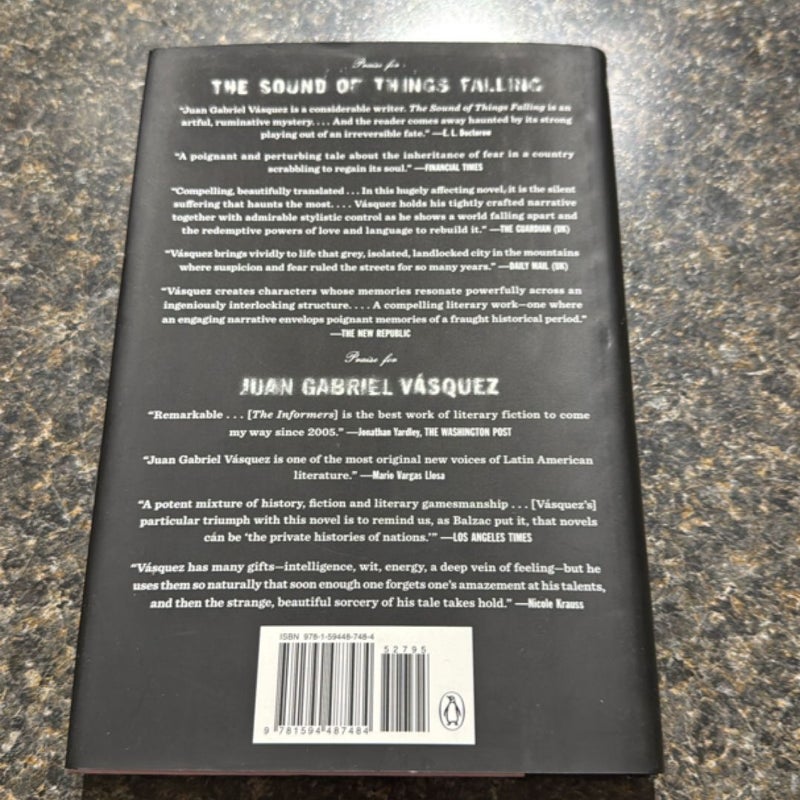 Praise for
THE SOUND OF THINGS FALLING
"Juan Gabriel Vásquez is a considerable writer. The Sound of Things Falling is an
artful, ruminative mystery.... And the reader comes away haunted by its strong
playing out of an irreversible fate." —E. L. Doctorow
"A poignant and perturbing tale about the inheritance of fear in a country
scrabbling to regain its soul." —FINANCIAL TIMES
"Compelling, beautifully translated ... In this hugely affecting novel, it is the silent
suffering that haunts the most.... Vásquez holds his tightly crafted narrative
together with admirable stylistic control as he shows a world falling apart and
the redemptive powers of love and language to rebuild it." —THE GUARDIAN (UK)
"Vásquez brings vividly to life that grey, isolated, landlocked city in the mountains
where suspicion and fear ruled the streets for so many years." —DAILY MAIL (UK)
"Vásquez creates characters whose memories resonate powerfully across an
ingeniously interlocking structure.... A compelling literary work—one where
an engaging narrative envelops poignant memories of a fraught historical period."
—THE NEW REPUBLIC
Praise for
JUAN GABRIEL VÁSQUEZ
"Remarkable ... [The Informers] is the best work of literary fiction to come
my way since 2005." —Jonathan Yardley, THE WASHINGTON POST
"Juan Gabriel Vásquez is one of the most original new voices of Latin American
literature." —Mario Vargas Llosa
"A potent mixture of history, fiction and literary gamesmanship ... [Vásquez's]
particular triumph with this novel is to remind us, as Balzac put it, that novels
can be 'the private histories of nations.'" —LOS ANGELES TIMES
"Vásquez has many gifts—intelligence, wit, energy, a deep vein of feeling—but he
uses them so naturally that soon enough one forgets one's amazement at his talents,
and then the strange, beautiful sorcery of his tale takes hold." —Nicole Krauss
ISBN 978-1-59448-748-4
52795
9 781594 487484